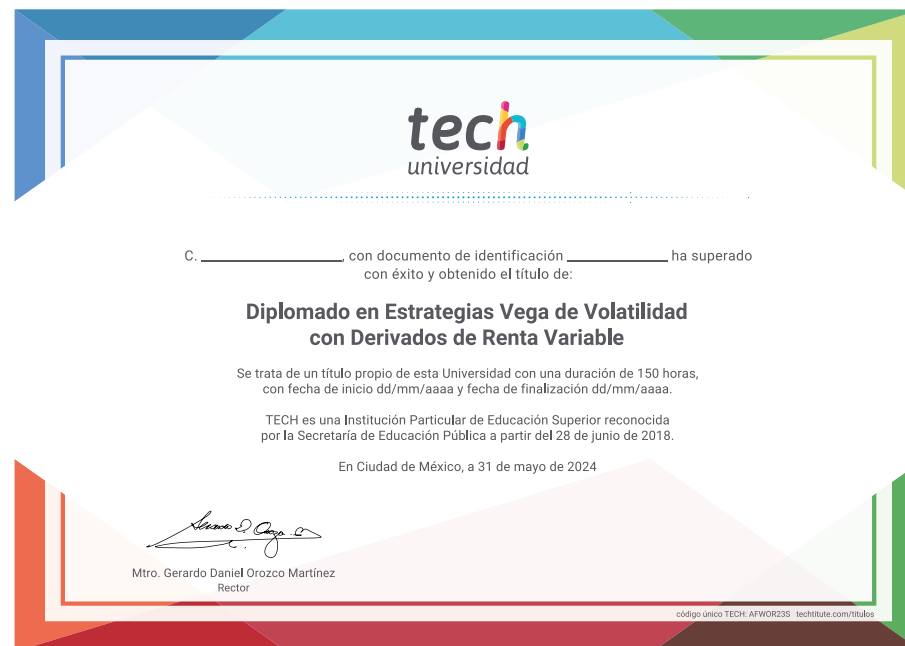 tech
universidad
C. ____________________, con documento de identificación ______________ ha superado
con éxito y obtenido el título de:
Diplomado en Estrategias Vega de Volatilidad
con Derivados de Renta Variable
Se trata de un título propio de esta Universidad con una duración de 150 horas,
con fecha de inicio dd/mm/aaaa y fecha de finalización dd/mm/aaaa.
TECH es una Institución Particular de Educación Superior reconocida
por la Secretaría de Educación Pública a partir del 28 de junio de 2018.
En Ciudad de México, a 31 de mayo de 2024
Mtro. Gerardo Daniel Orozco Martínez
Rector
código único TECH: AFWOR23S techtitute.com/títulos